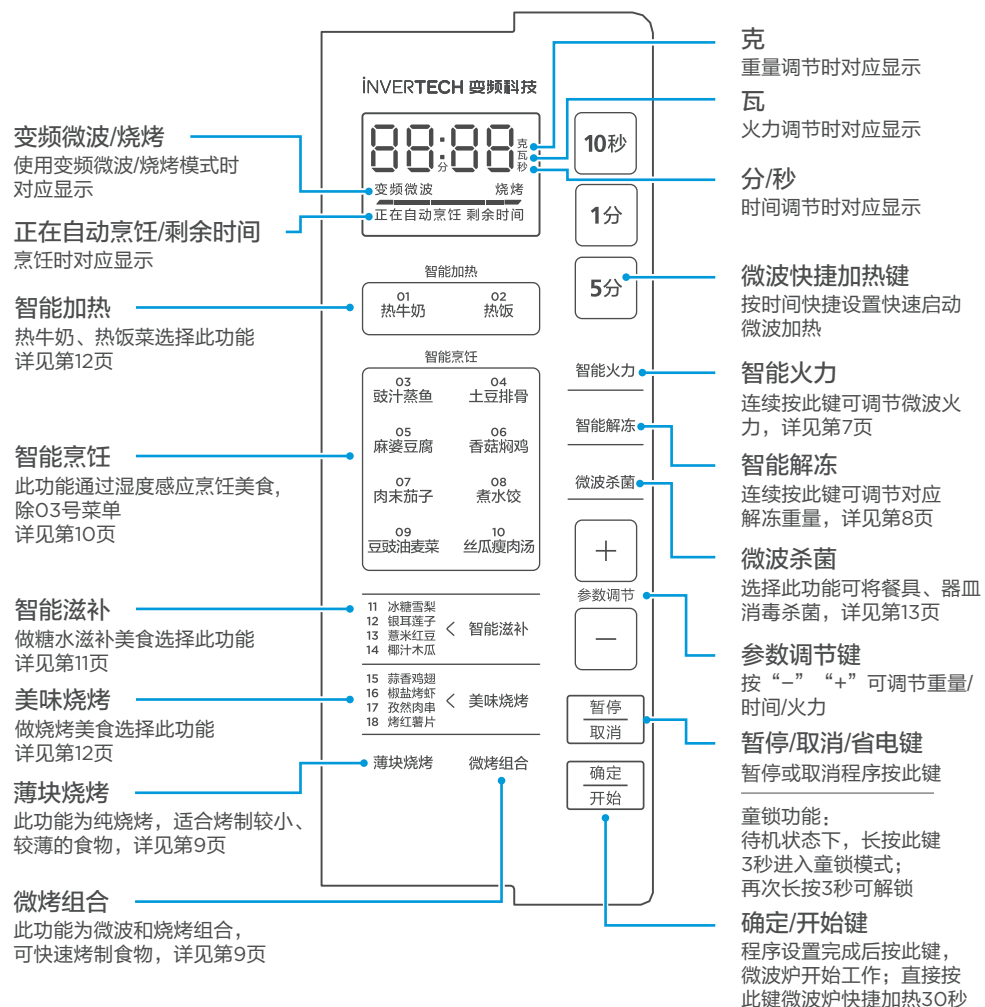 克
重量调节时对应显示
瓦
火力调节时对应显示
分/秒
时间调节时对应显示
微波快捷加热键
按时间快捷设置快速启动
微波加热
智能火力
连续按此键可调节微波火
力，详见第7页
智能解冻
连续按此键可调节对应
解冻重量，详见第8页
微波杀菌
选择此功能可将餐具、器皿
消毒杀菌，详见第13页
参数调节键
按“–”“+”可调节重量/
时间/火力
暂停/取消/省电键
暂停或取消程序按此键
童锁功能：
待机状态下，长按此键
3秒进入童锁模式；
再次长按3秒可解锁
确定/开始键
程序设置完成后按此键，
微波炉开始工作；直接按
此键微波炉快捷加热30秒
变频微波/烧烤
使用变频微波/烧烤模式时
对应显示
正在自动烹饪/剩余时间
烹饪时对应显示
智能加热
热牛奶、热饭菜选择此功能
详见第12页
智能烹饪
此功能通过湿度感应烹饪美食，
除03号菜单
详见第10页
智能滋补
做糖水滋补美食选择此功能
详见第11页
美味烧烤
做烧烤美食选择此功能
详见第12页
薄块烧烤
此功能为纯烧烤，适合烤制较小、
较薄的食物，详见第9页
微烤组合
此功能为微波和烧烤组合，
可快速烤制食物，详见第9页
iNVERTECH 变频科技
88:88
克
瓦
分 秒
变频微波 烧烤
正在自动烹饪 剩余时间
智能加热
01 02
热牛奶 热饭
智能烹饪
03 04
豉汁蒸鱼 土豆排骨
05 06
麻婆豆腐 香菇焖鸡
07 08
肉末茄子 煮水饺
09 10
豆豉油麦菜 丝瓜瘦肉汤
11 冰糖雪梨
12 银耳莲子
13 薏米红豆
14 椰汁木瓜
< 智能滋补
15 蒜香鸡翅
16 椒盐烤虾
17 孜然肉串
18 烤红薯片
< 美味烧烤
薄块烧烤 微烤组合
10秒
1分
5分
智能火力
智能解冻
微波杀菌
+
参数调节
—
暂停
取消
确定
开始